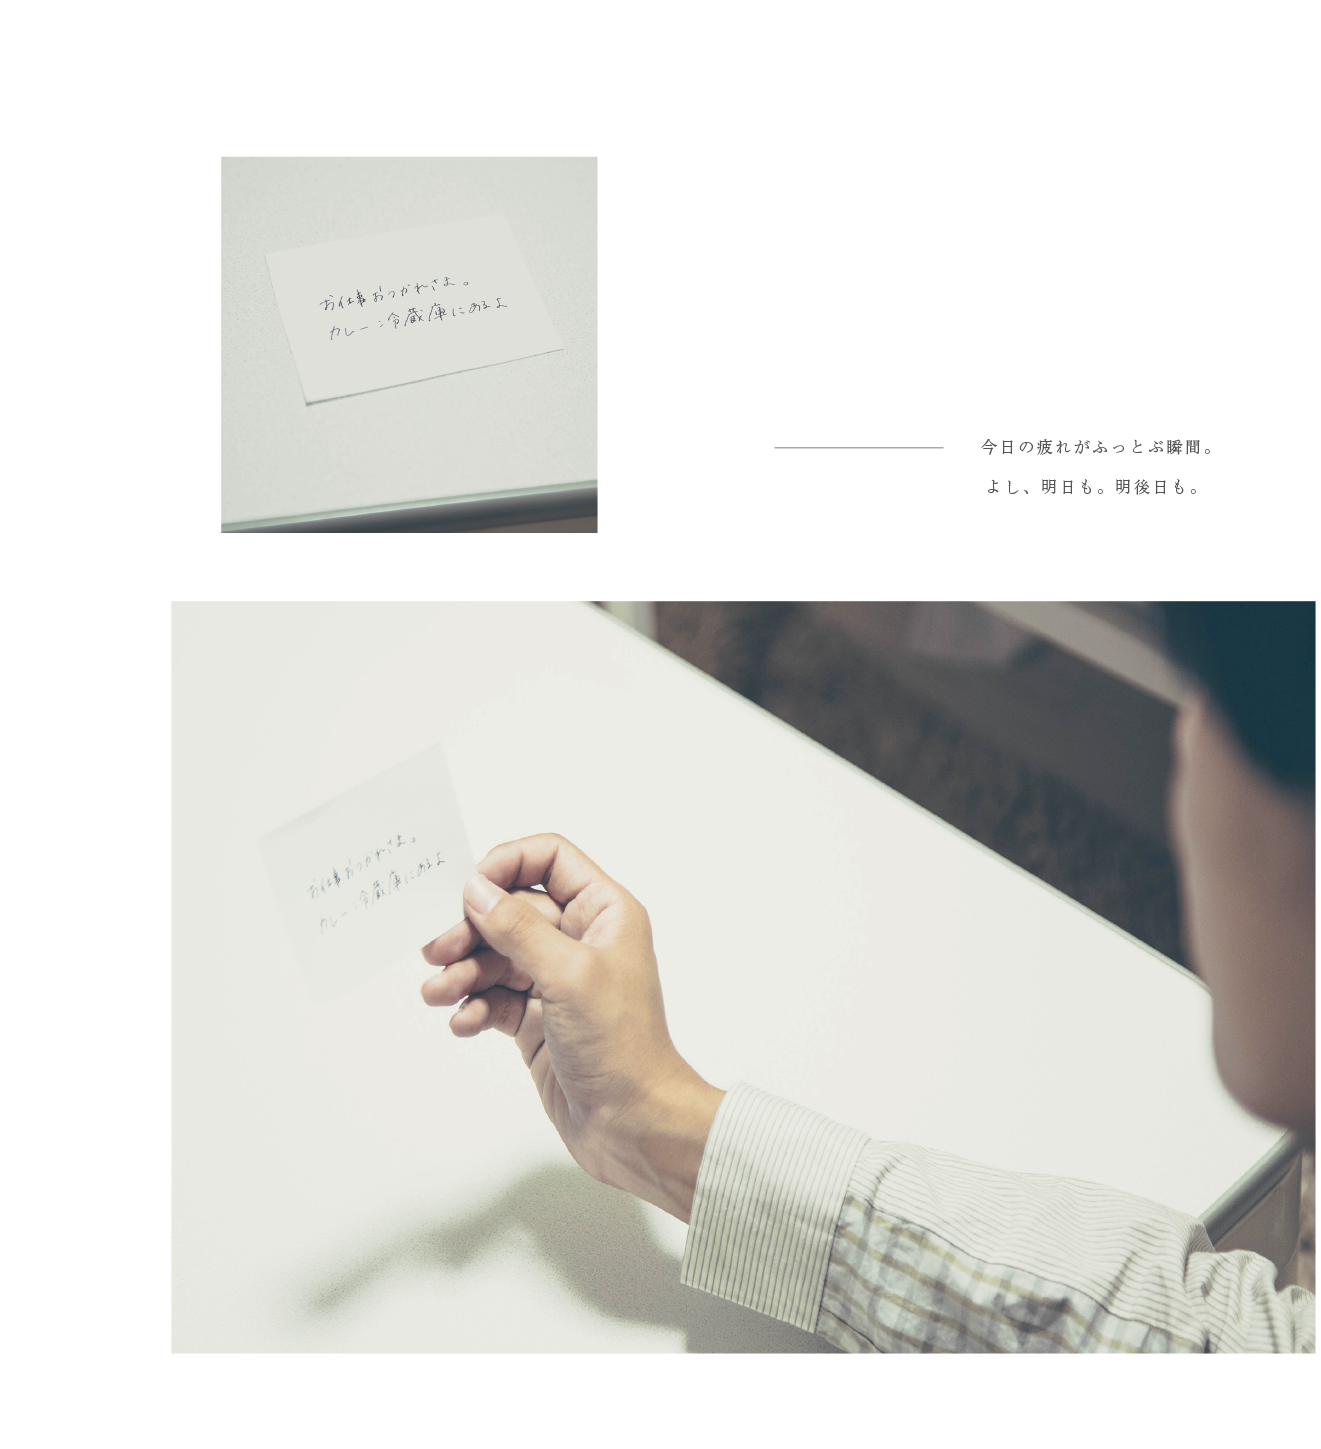 お仕事おつかれさま。
カレー:冷蔵庫にあるよ
今日の疲れがふっとぶ瞬間。
よし、明日も。明後日も。
お仕事おつかれさま。
カレー:冷蔵庫にあるよ